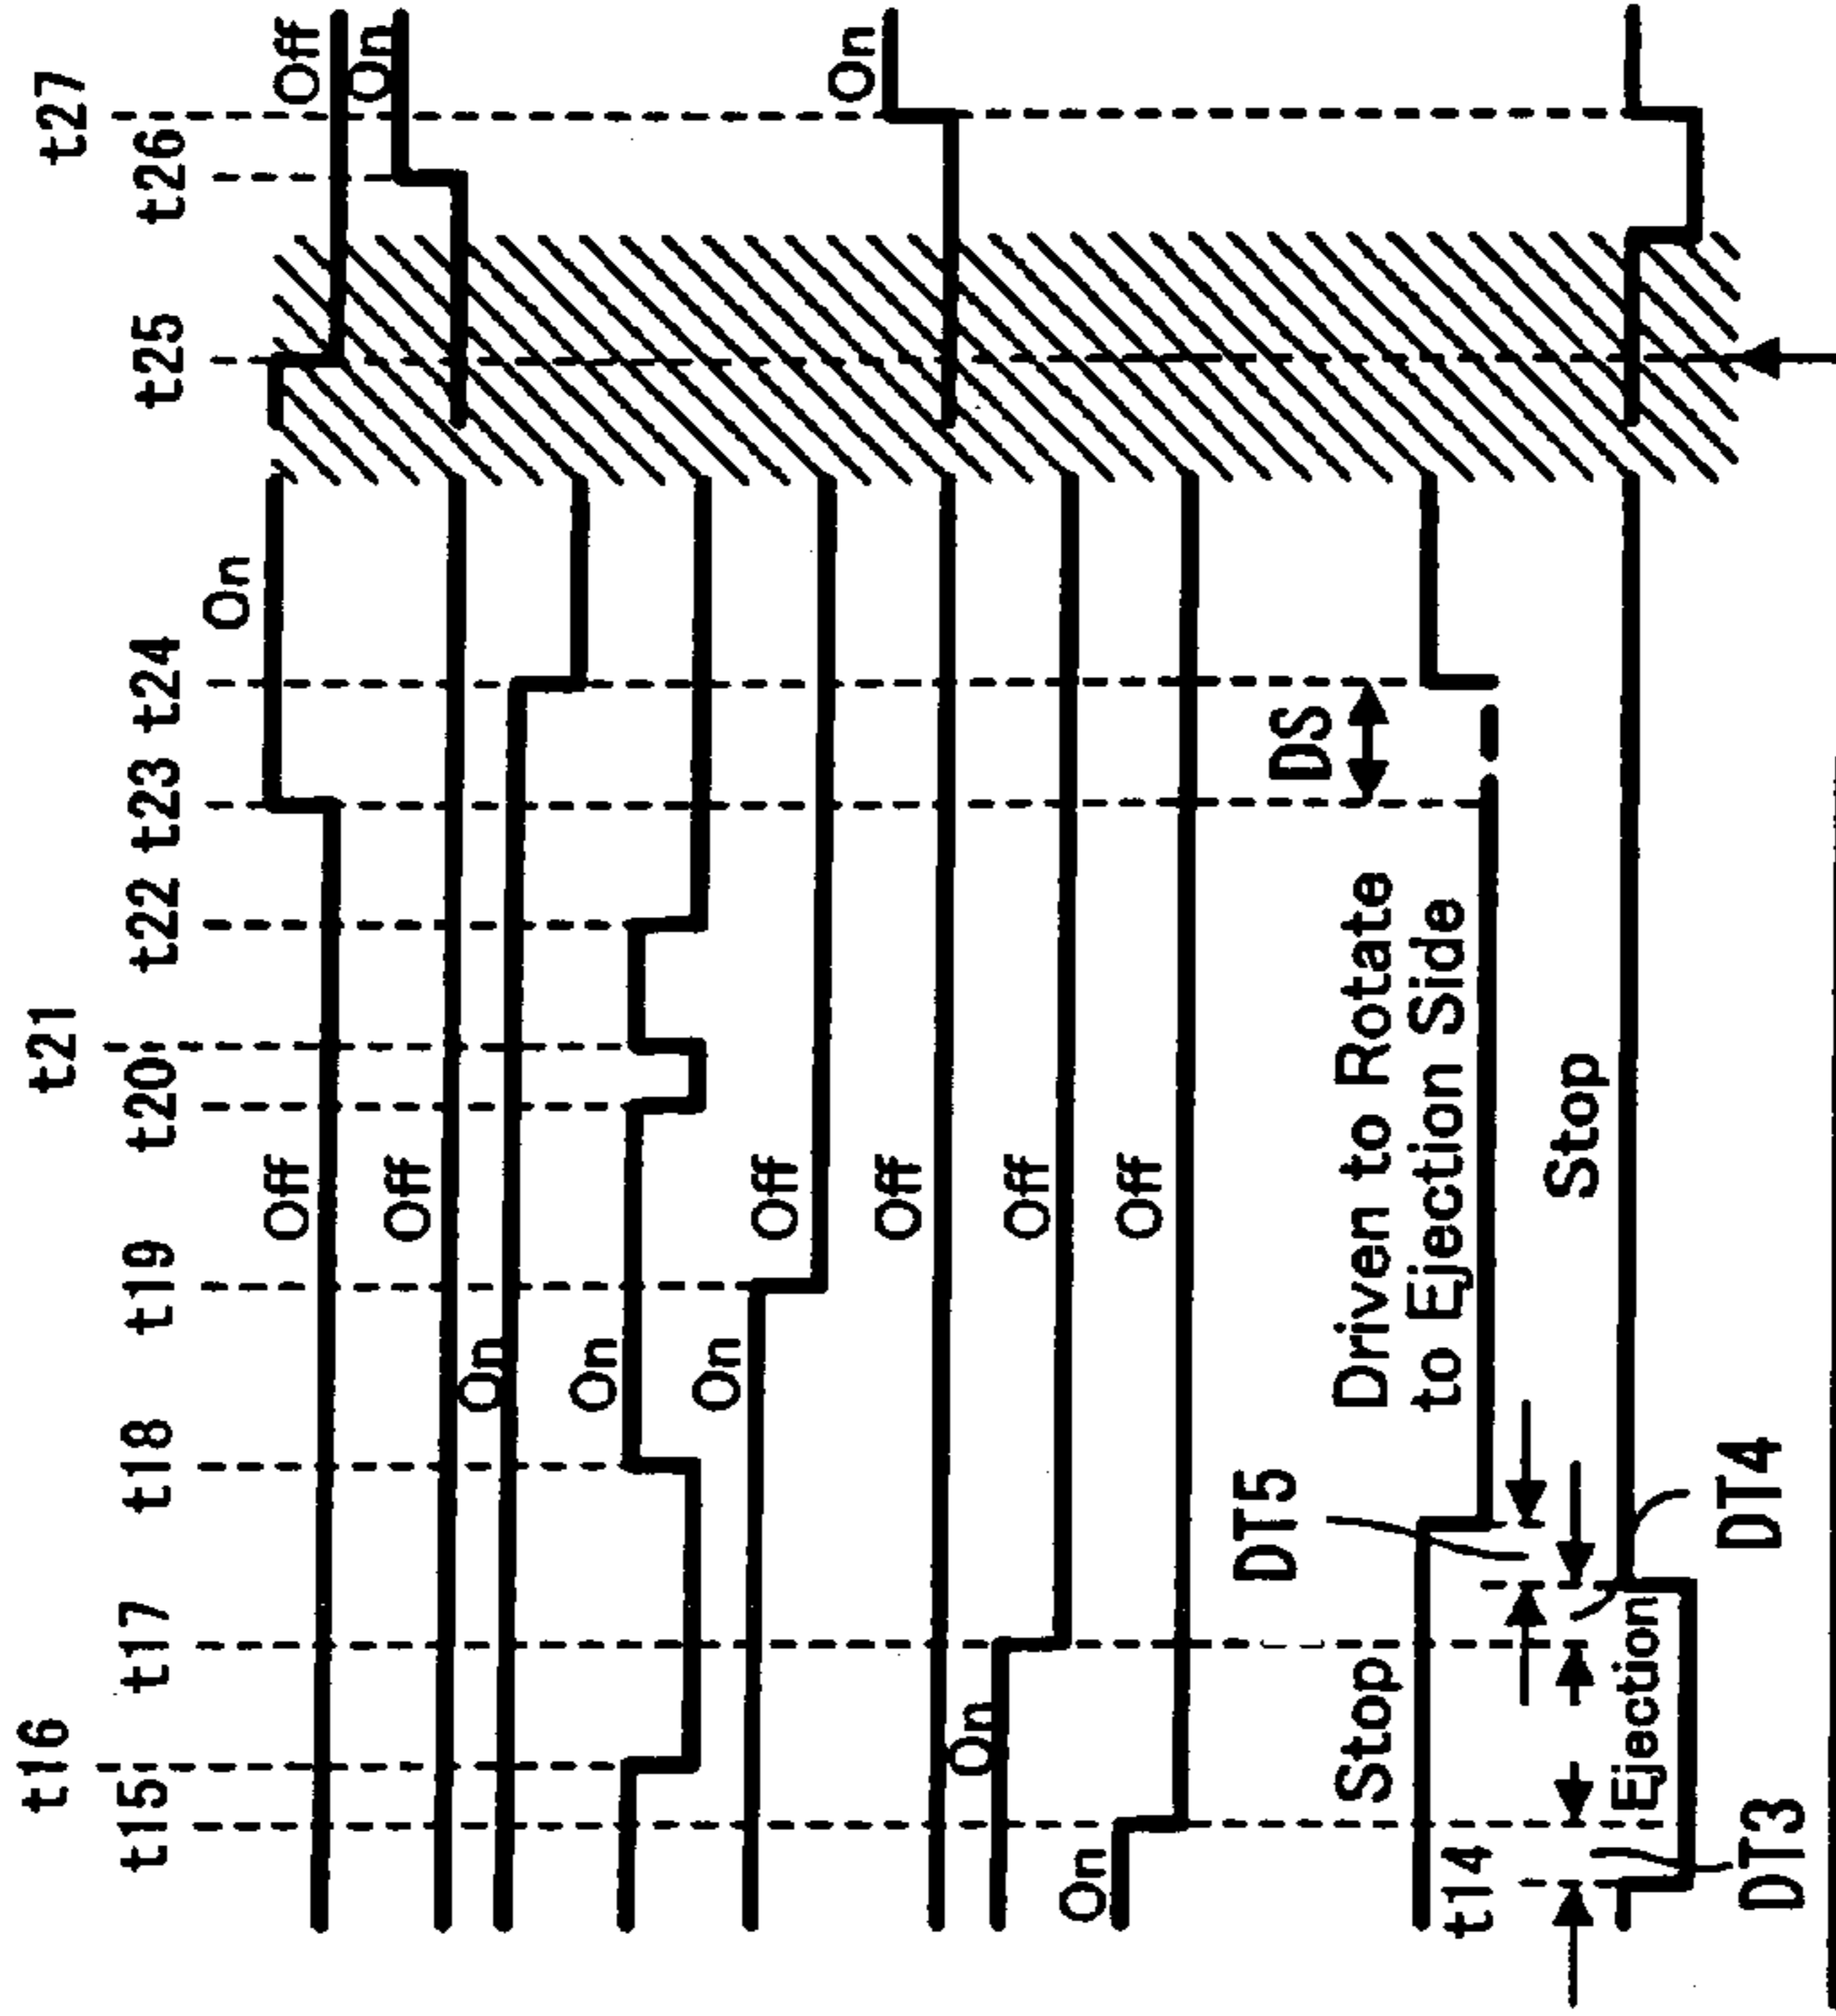 t16
t21
t27
t15
t17
t18
t19
t20
t22
t23
t24
t25
t26
On
Off
Off
Off
On
Off
On
On
On
Off
On
Off
On
Off
On
Off
Stop
Driven to Rotate
to Ejection Side
DS
DT5
t14
Ejection
Stop
DT3
DT4